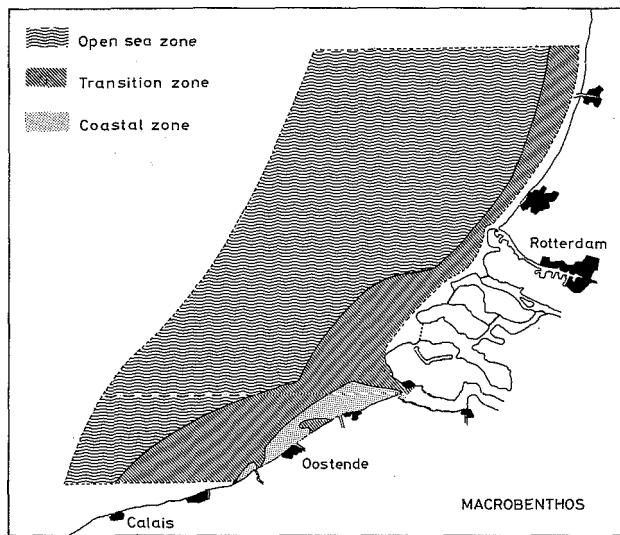 Open sea zone
Transition zone
Coastal zone
Rotterdam
Oostende
Calais
MACROBENTHOS